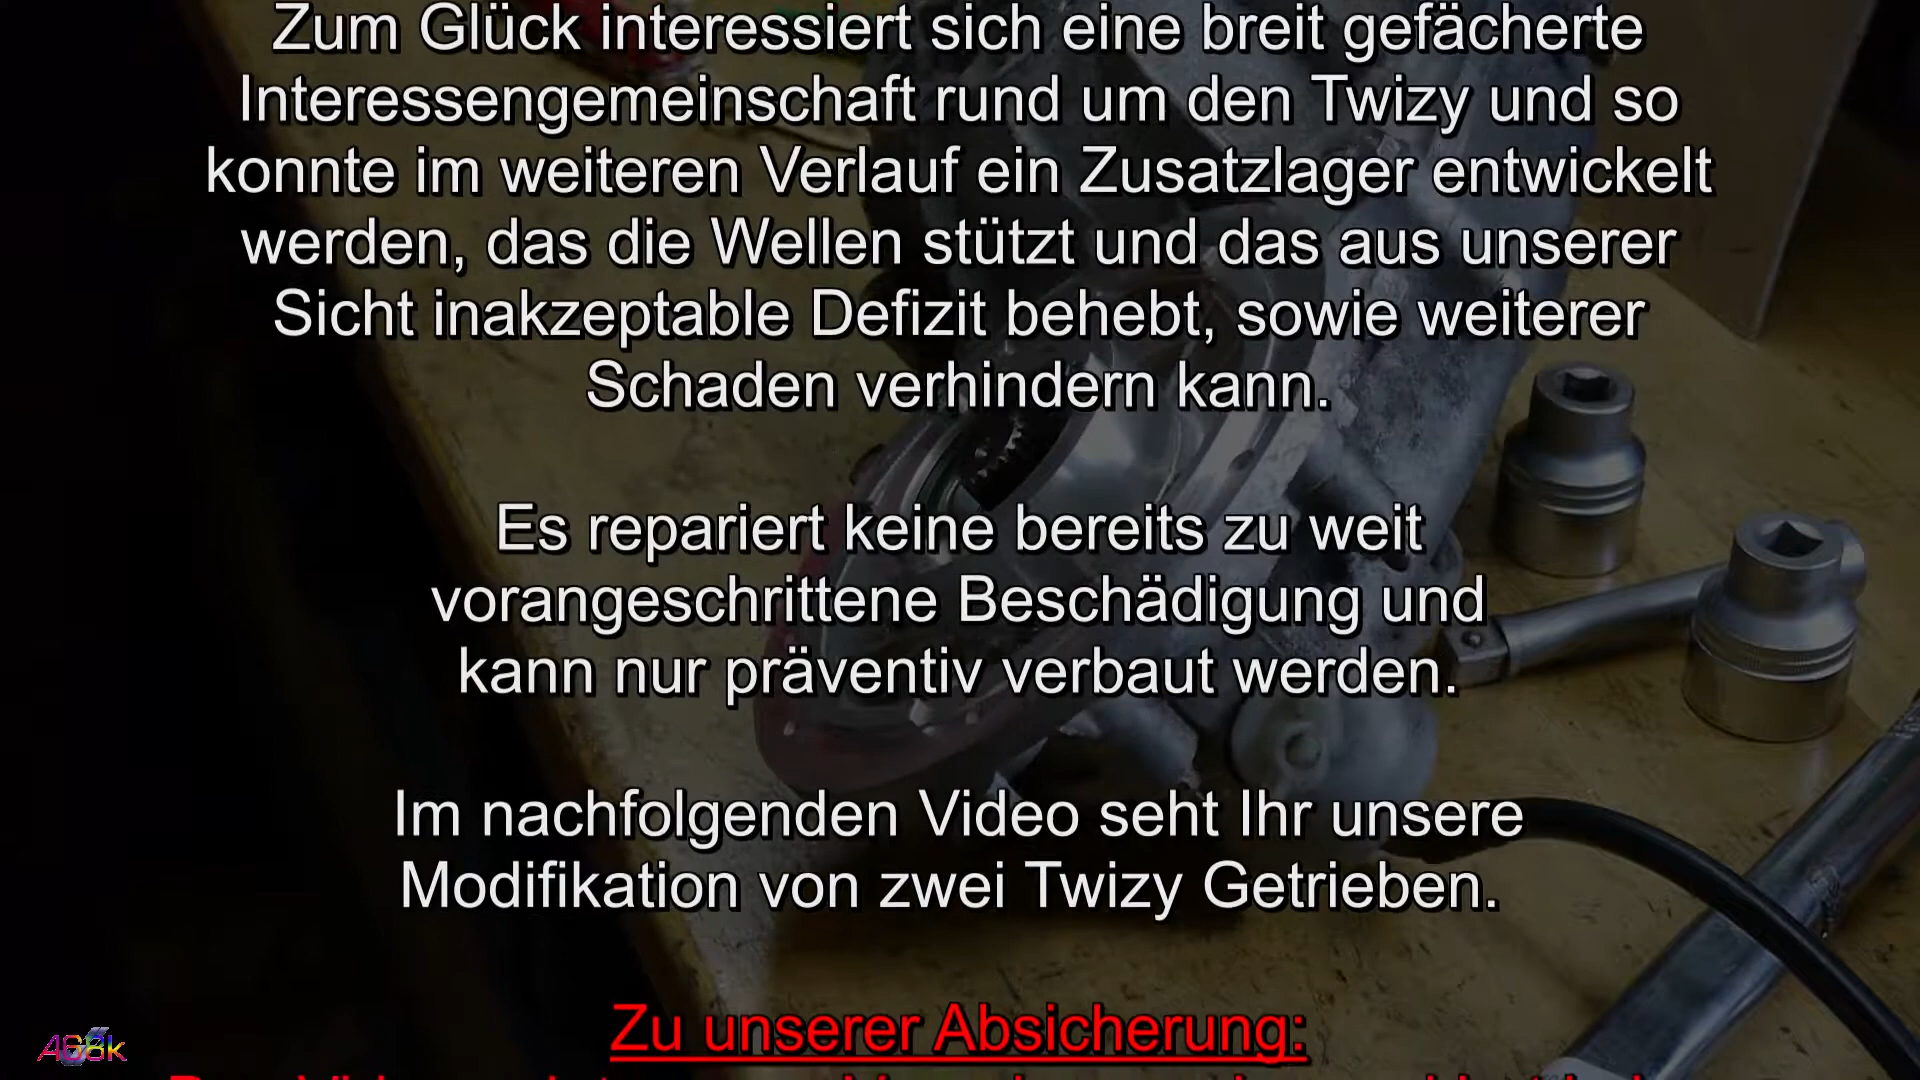 Zum Glück interessiert sich eine breit gefächerte
Interessengemeinschaft rund um den Twizy und so
konnte im weiteren Verlauf ein Zusatzlager entwickelt
werden, das die Wellen stützt und das aus unserer
Sicht inakzeptable Defizit behebt, sowie weiterer
Schaden verhindern kann.
Es repariert keine bereits zu weit
vorangeschrittene Beschädigung und
kann nur präventiv verbaut werden.
Im nachfolgenden Video seht Ihr unsere
Modifikation von zwei Twizy Getrieben.
Zu unserer Absicherung: